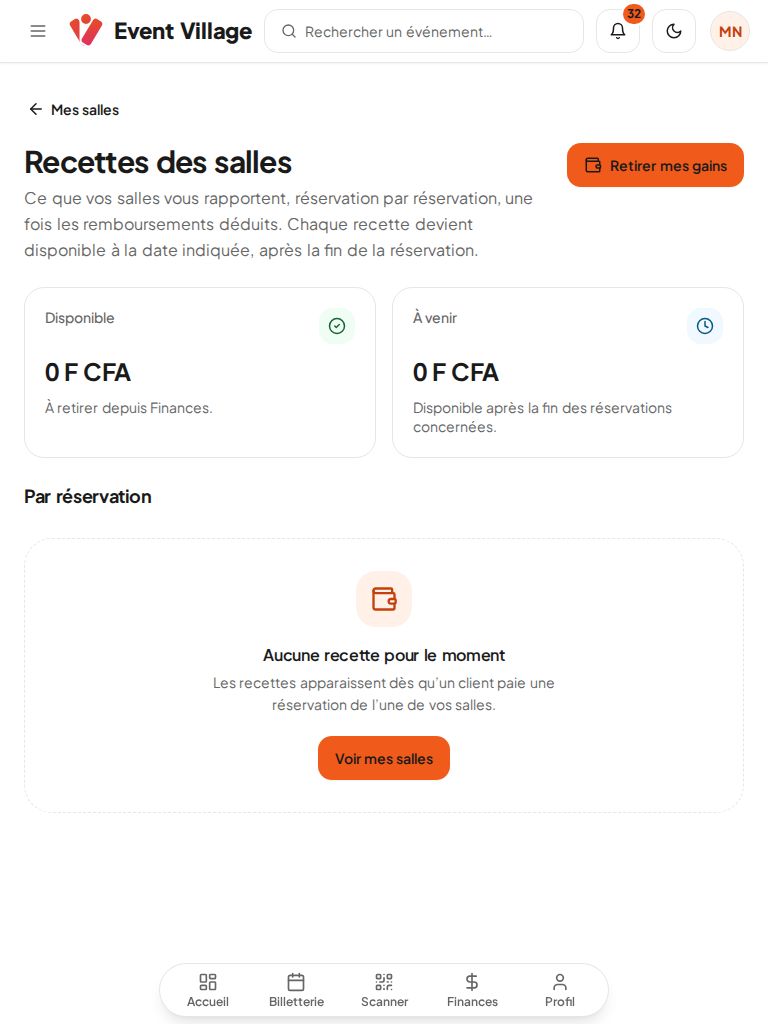 Event Village
Rechercher un événement…
32
MN
Mes salles
Recettes des salles
Retirer mes gains
Ce que vos salles vous rapportent, réservation par réservation, une
fois les remboursements déduits. Chaque recette devient
disponible à la date indiquée, après la fin de la réservation.
Disponible
0 F CFA
À retirer depuis Finances.
À venir
0 F CFA
Disponible après la fin des réservations
concernées.
Par réservation
Aucune recette pour le moment
Les recettes apparaissent dès qu’un client paie une
réservation de l’une de vos salles.
Voir mes salles
Accueil
Billetterie
Scanner
Finances
Profil